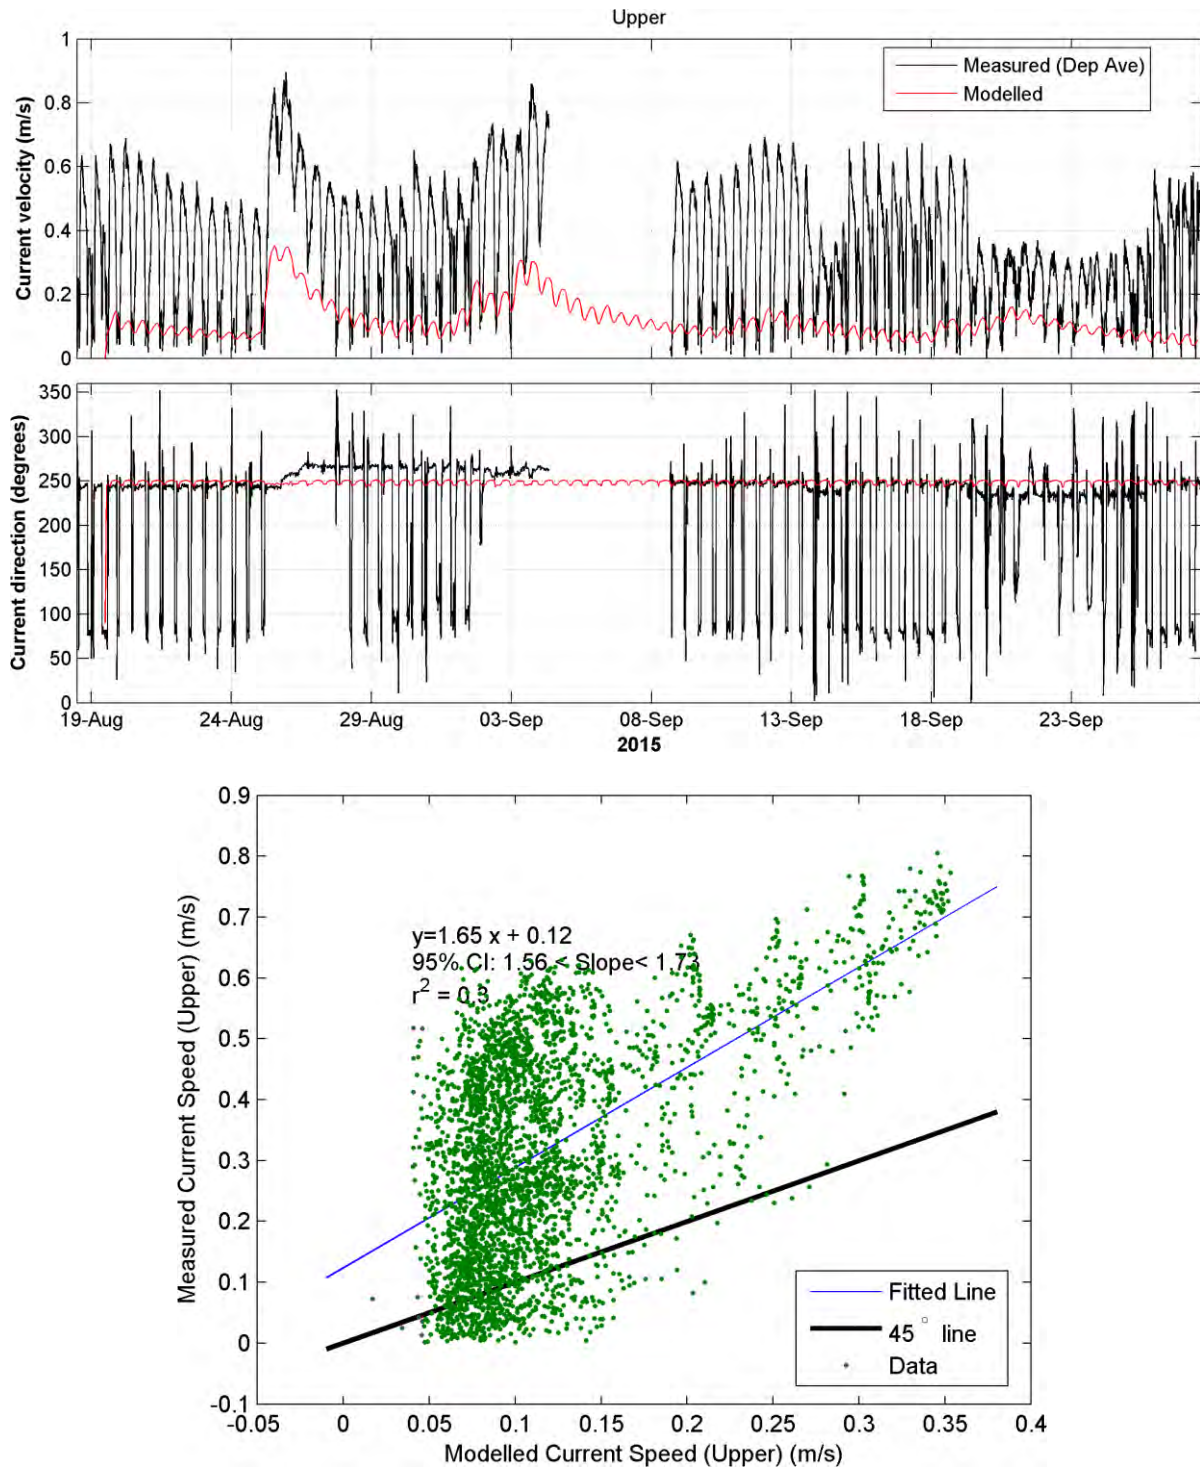 Upper
1
0.8
0.6
0.4
0.2
0
Current velocity (m/s)
Measured (Dep Ave)
Modelled
350
300
250
200
150
100
50
0
Current direction (degrees)
19-Aug 24-Aug 29-Aug 03-Sep 08-Sep 13-Sep 18-Sep 23-Sep
2015
0.9
0.8
0.7
0.6
0.5
0.4
0.3
0.2
0.1
0
-0.1
Measured Current Speed (Upper) (m/s)
y=1.65 x + 0.12
95% CI: 1.56 < Slope< 1.73
r² = 0.3
Fitted Line
45° line
Data
-0.05 0 0.05 0.1 0.15 0.2 0.25 0.3 0.35 0.4
Modelled Current Speed (Upper) (m/s)